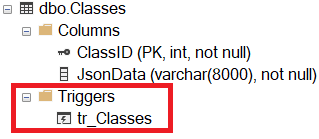 dbo.Classes
Columns
ClassID (PK, int, not null)
JsonData (varchar(8000), not null)
Triggers
tr_Classes